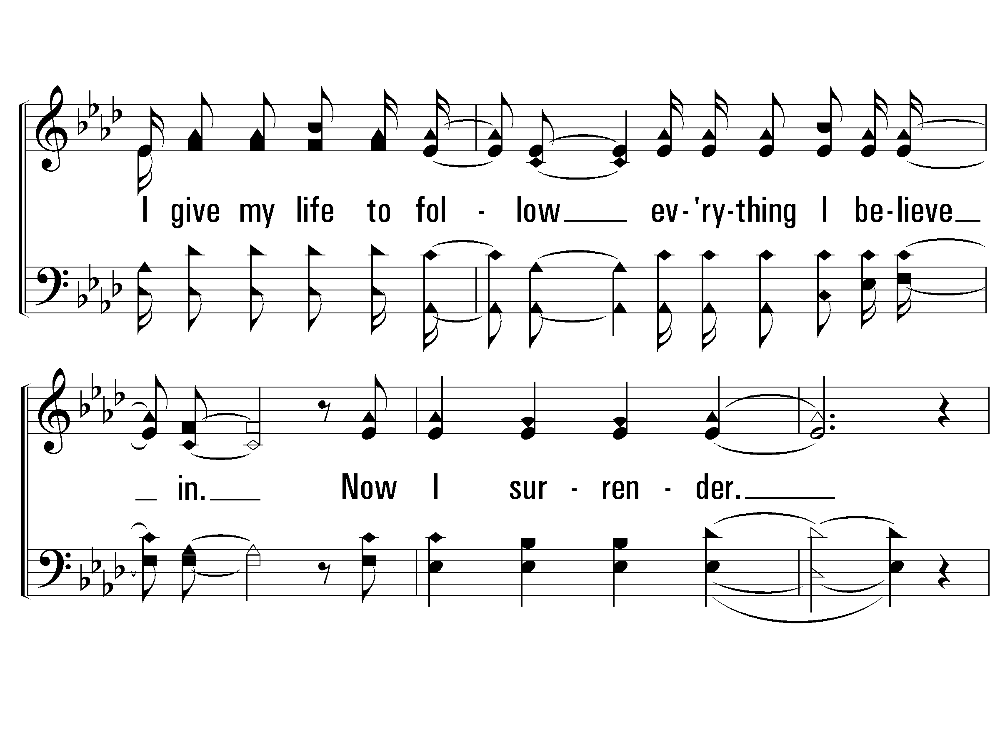 I give my life to fol - low ev-'ry-thing I be-lieve
in. Now I sur - ren - der.